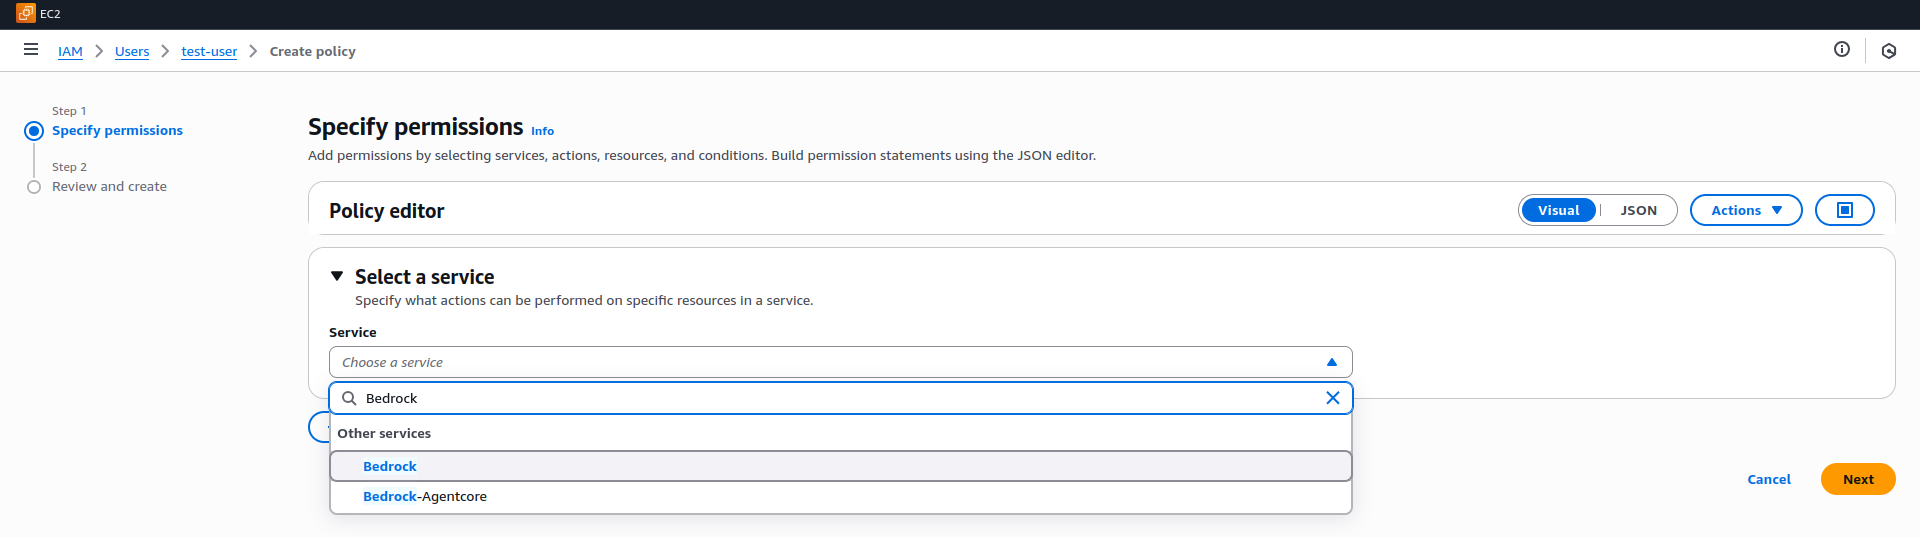 EC2
IAM Users test-user Create policy
Step 1
Specify permissions
Step 2
Review and create
Specify permissions Info
Add permissions by selecting services, actions, resources, and conditions. Build permission statements using the JSON editor.
Policy editor
Visual JSON Actions
Select a service
Specify what actions can be performed on specific resources in a service.
Service
Choose a service
Bedrock
Other services
Bedrock
Bedrock-Agentcore
Cancel Next